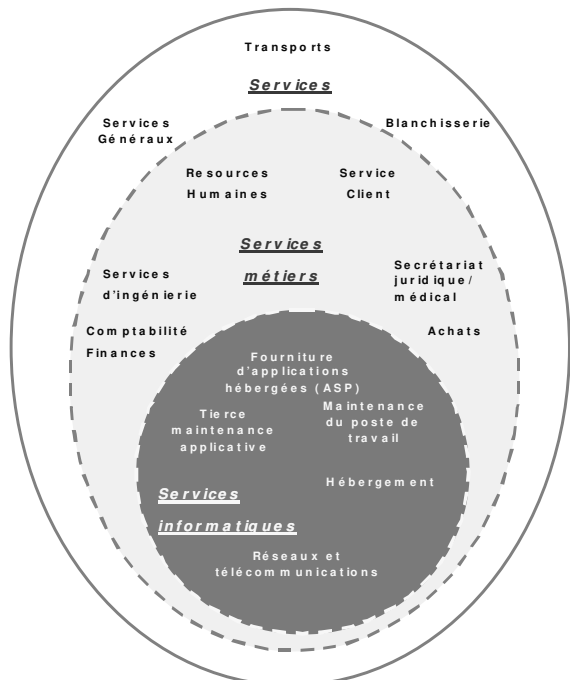 Transports
Services
Services
Généraux
Blanchisserie
Resources
Humaines
Service
Client
Services
métiers
Services
d'ingénierie
Secrétariat
juridique/
médical
Comptabilité
Finances
Achats
Fourniture
d'applications
hébergées (ASP)
Tierce
maintenance
applicative
Maintenance
du poste de
travail
Hébergement
Services
informatiques
Réseaux et
télécommunications